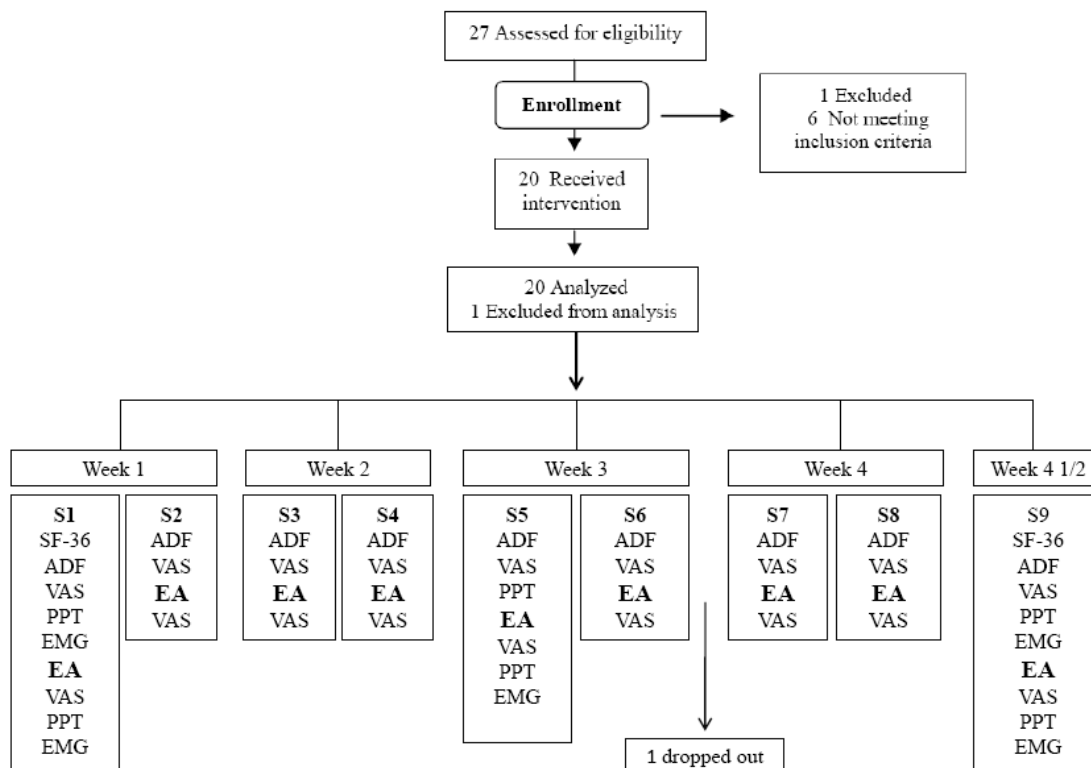 27 Assessed for eligibility
Enrollment
1 Excluded
6 Not meeting
inclusion criteria
20 Received
intervention
20 Analyzed
1 Excluded from analysis
Week 1
Week 2
Week 3
Week 4
Week 4 1/2
S1
SF-36
ADF
VAS
PPT
EMG
EA
VAS
PPT
EMG
S2
ADF
VAS
EA
VAS
S3
ADF
VAS
EA
VAS
S4
ADF
VAS
EA
VAS
S5
ADF
VAS
PPT
EA
VAS
PPT
EMG
S6
ADF
VAS
EA
VAS
S7
ADF
VAS
EA
VAS
S8
ADF
VAS
EA
VAS
S9
SF-36
ADF
VAS
PPT
EMG
EA
VAS
PPT
EMG
1 dropped out